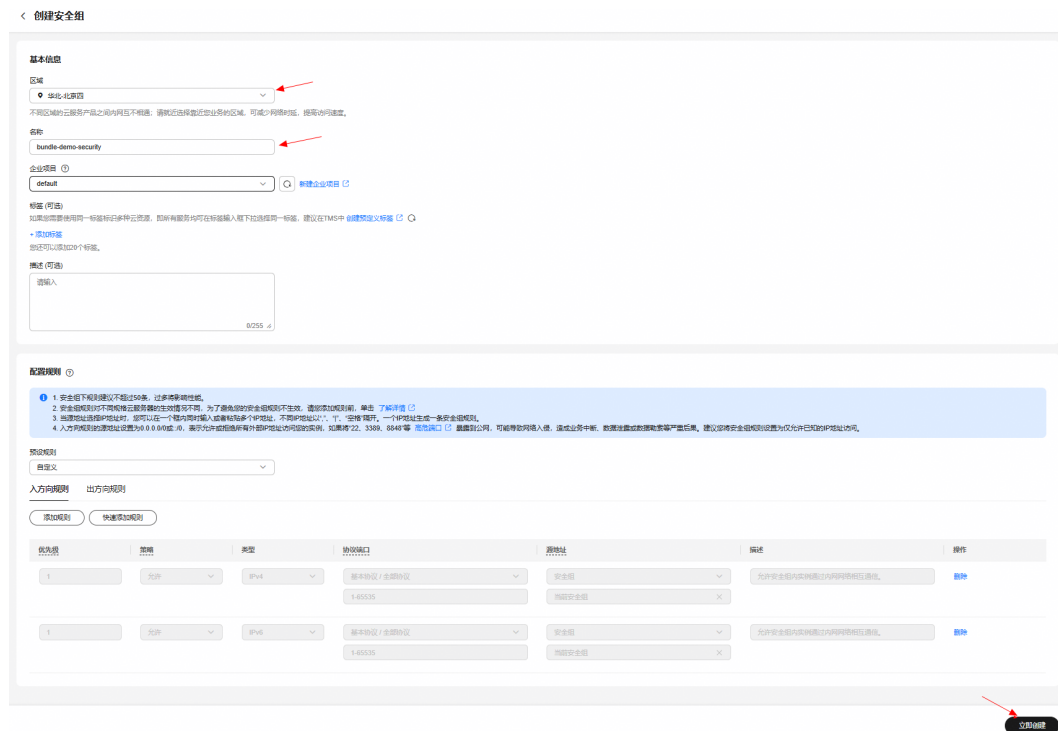 创建安全组
基本信息
区域
华北-北京四
不同区域的云服务产品之间内网互不相通；请就近选择靠近您业务的区域，可减少网络时延，提高访问速度。
名称
bundle-demo-security
企业项目
default
新建企业项目
标签 (可选)
如果您需要使用同一标签标识多种云资源，即所有服务均可在标签输入框下拉选择同一标签，建议在TMS中 创建预定义标签
+ 添加标签
您还可以添加20个标签。
描述 (可选)
请输入
0/255
配置规则
1. 安全组下规则建议不超过50条，过多将影响性能。
2. 安全组规则对不同规格云服务器的生效情况不同，为了避免您的安全组规则不生效，请您添加规则前，单击 了解详情
3. 当源地址选择IP地址时，您可以在一个框内同时输入或者粘贴多个IP地址，不同IP地址以“,”、“|”、“空格”隔开。一个IP地址生成一条安全组规则。
4. 入方向规则的源地址设置为0.0.0.0/0或::/0，表示允许或拒绝所有外部IP地址访问您的实例，如果将“22、3389、8848”等 高危端口 暴露到公网，可能导致网络入侵，造成业务中断、数据泄露或数据勒索等严重后果。建议您将安全组规则设置为仅允许已知的IP地址访问。
预设规则
自定义
入方向规则 出方向规则
添加规则 快速添加规则
优先级 策略 类型 协议端口 源地址 描述 操作
1 允许 IPv4 基本协议 / 全部协议 安全组 允许安全组内实例通过内网网络相互通信。 删除
1-65535 当前安全组
1 允许 IPv6 基本协议 / 全部协议 安全组 允许安全组内实例通过内网网络相互通信。 删除
1-65535 当前安全组
立即创建